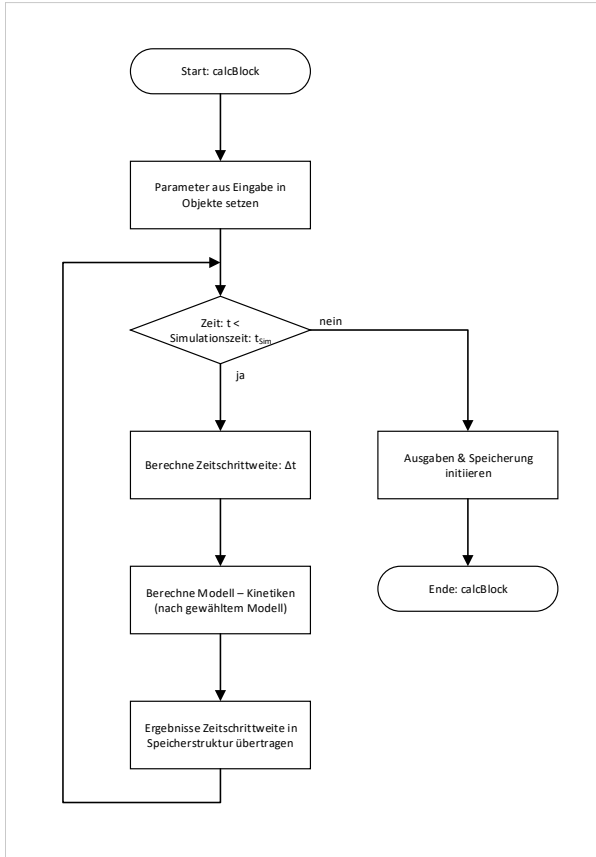 Start: calcBlock
Parameter aus Eingabe in
Objekte setzen
Zeit: t <
Simulationszeit: tSim
nein
ja
Berechne Zeitschrittweite: Δt
Ausgaben & Speicherung
initiieren
Berechne Modell – Kinetiken
(nach gewähltem Modell)
Ende: calcBlock
Ergebnisse Zeitschrittweite in
Speicherstruktur übertragen